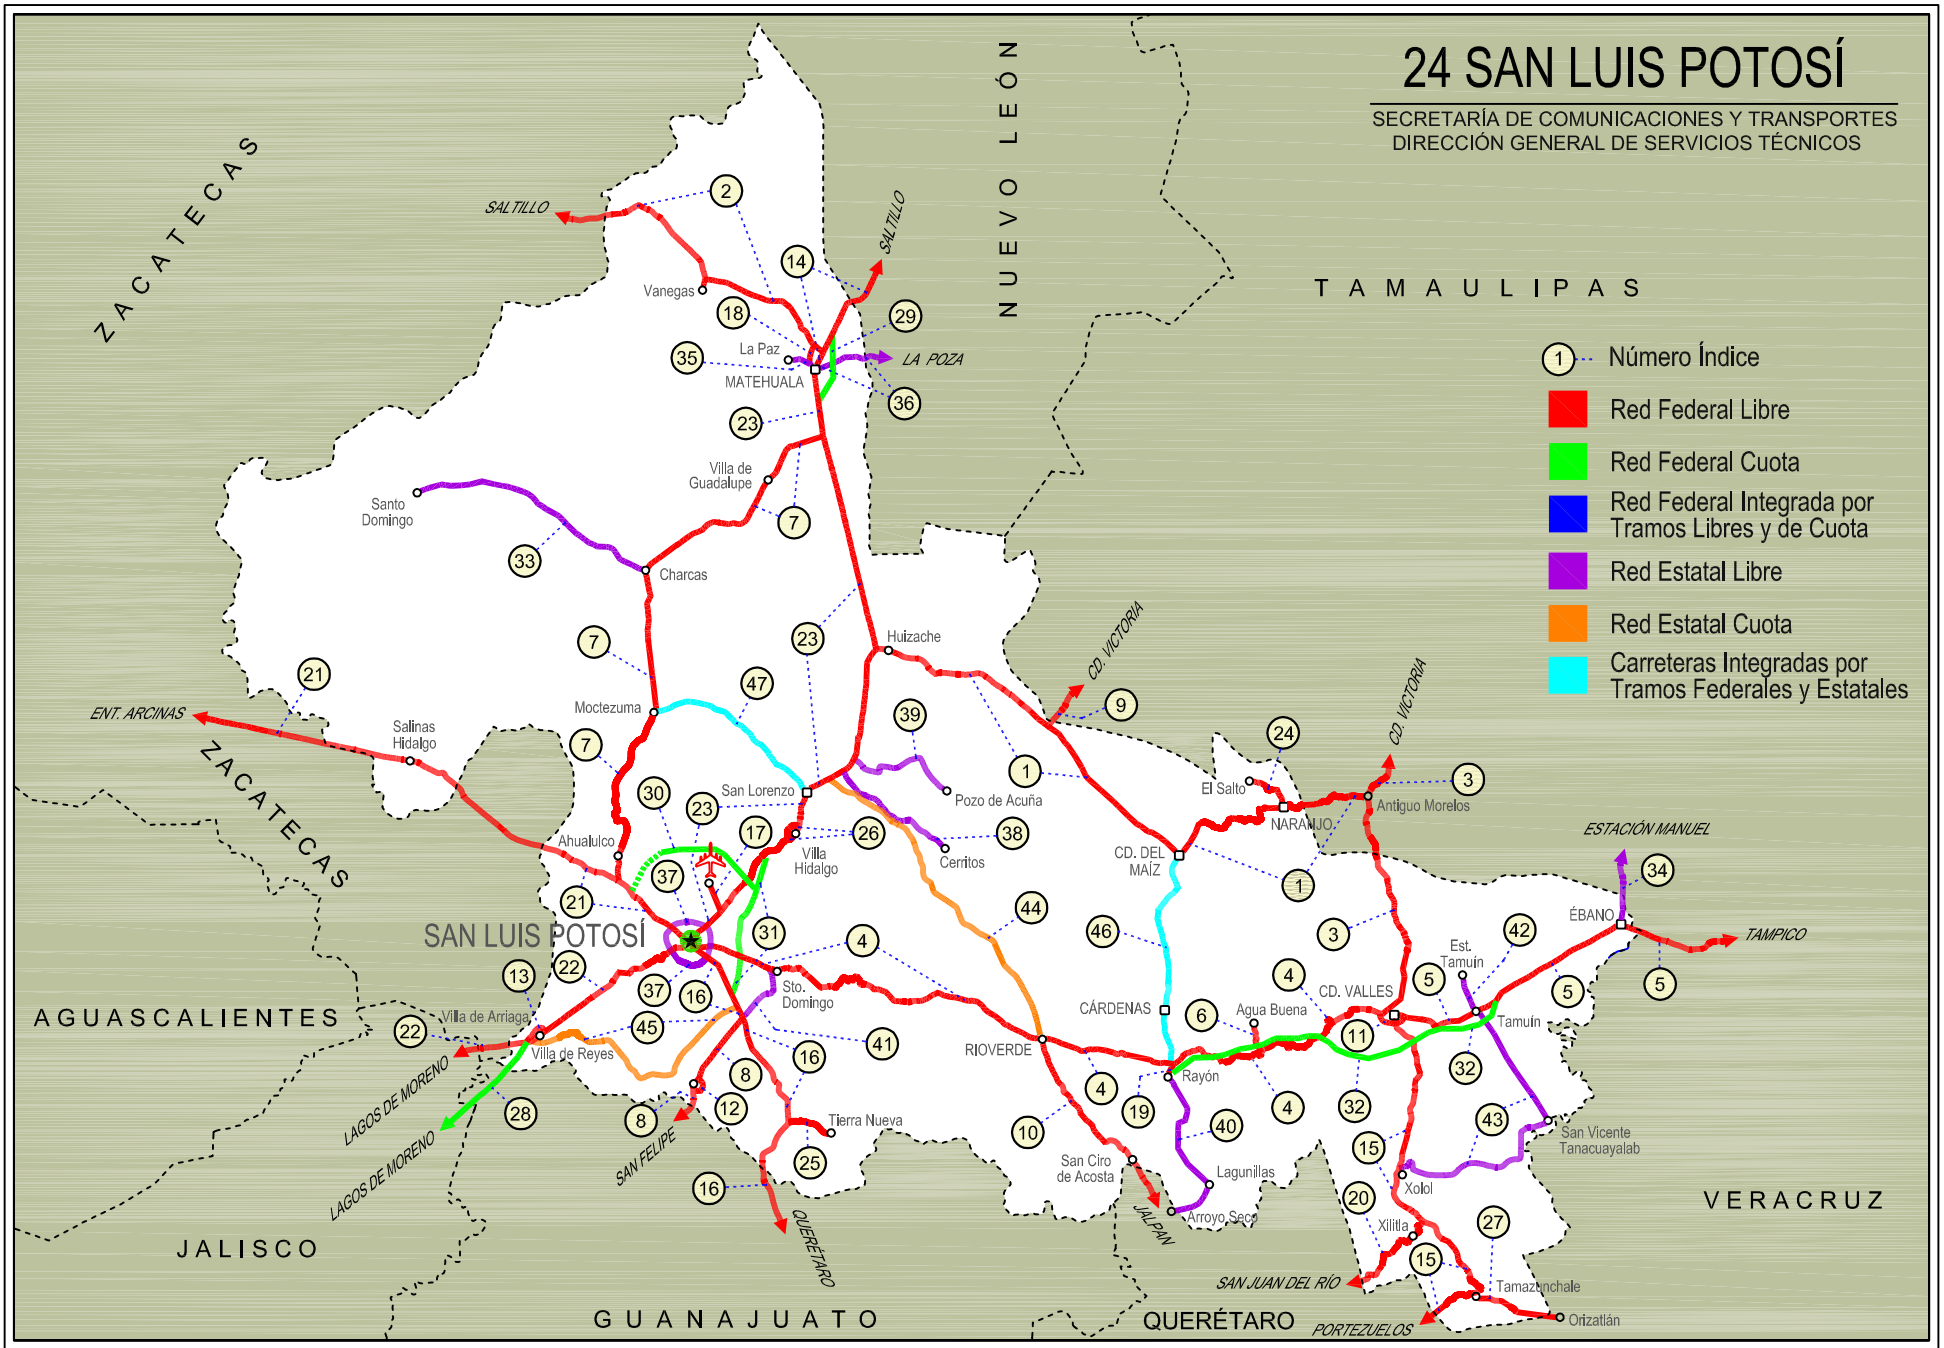 24 SAN LUIS POTOSÍ
SECRETARÍA DE COMUNICACIONES Y TRANSPORTES
DIRECCIÓN GENERAL DE SERVICIOS TÉCNICOS
ZACATECAS
NUEVO LEÓN
TAMAULIPAS
1 Número Índice
Red Federal Libre
Red Federal Cuota
Red Federal Integrada por
Tramos Libres y de Cuota
Red Estatal Libre
Red Estatal Cuota
Carreteras Integradas por
Tramos Federales y Estatales
SALTILLO
2
SALTILLO
14
Vanegas
18
29
La Paz
35
LA POZA
MATEHUALA
36
23
Villa de
Guadalupe
7
Santo
Domingo
33
Charcas
7
23
Huizache
CD. VICTORIA
21
47
9
ENT. ARCINAS
Moctezuma
39
CD. VICTORIA
Salinas
Hidalgo
7
24
ZACATECAS
1
3
El Salto
30
San Lorenzo
Pozo de Acuña
Antiguo Morelos
23
NARANJO
17
26
38
ESTACIÓN MANUEL
Ahualulco
Villa
Hidalgo
Cerritos
CD. DEL
MAÍZ
37
34
1
21
44
ÉBANO
SAN LUIS POTOSÍ
31
4
46
3
42
TAMPICO
Est.
Tamuín
13
22
37
16
Sto.
Domingo
4
5
5
5
CD. VALLES
AGUASCALIENTES
Villa de Arriaga
CÁRDENAS
6
Agua Buena
11
Tamuín
22
45
41
Villa de Reyes
16
RIOVERDE
8
Rayón
32
LAGOS DE MORENO
28
8
12
4
19
4
32
Tierra Nueva
10
40
43
San Vicente
Tanacuayalab
LAGOS DE MORENO
SAN FELIPE
25
15
San Ciro
de Acosta
Lagunillas
Xolol
16
20
VERACRUZ
Arroyo Seco
JALPAN
QUERÉTARO
Xilitla
27
JALISCO
15
SAN JUAN DEL RÍO
Tamazunchale
GUANAJUATO
QUERÉTARO
PORTEZUELOS
Orizatlán